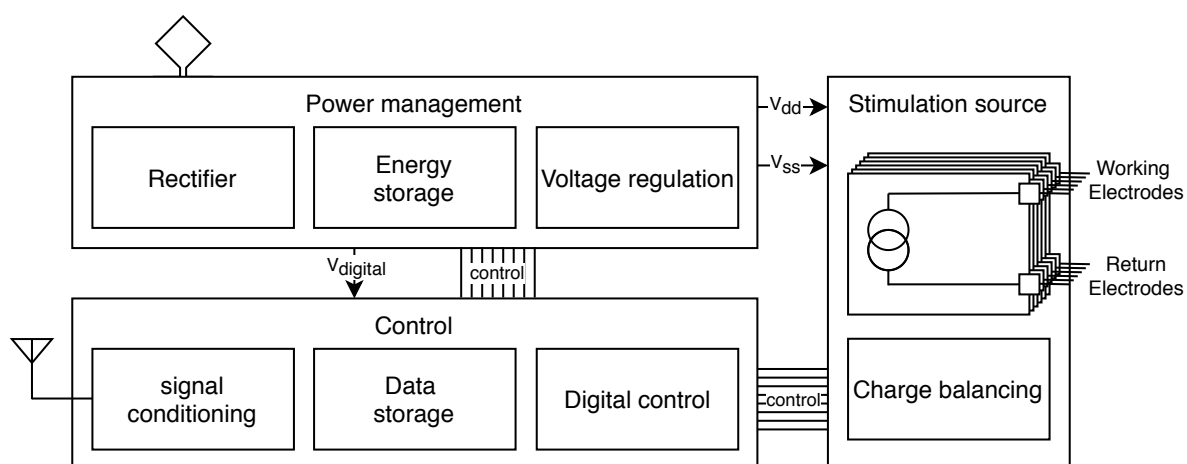 Power management
Rectifier
Energy
storage
Voltage regulation
Vdd
Vss
Stimulation source
Working
Electrodes
Return
Electrodes
Vdigital
control
Control
signal
conditioning
Data
storage
Digital control
control
Charge balancing